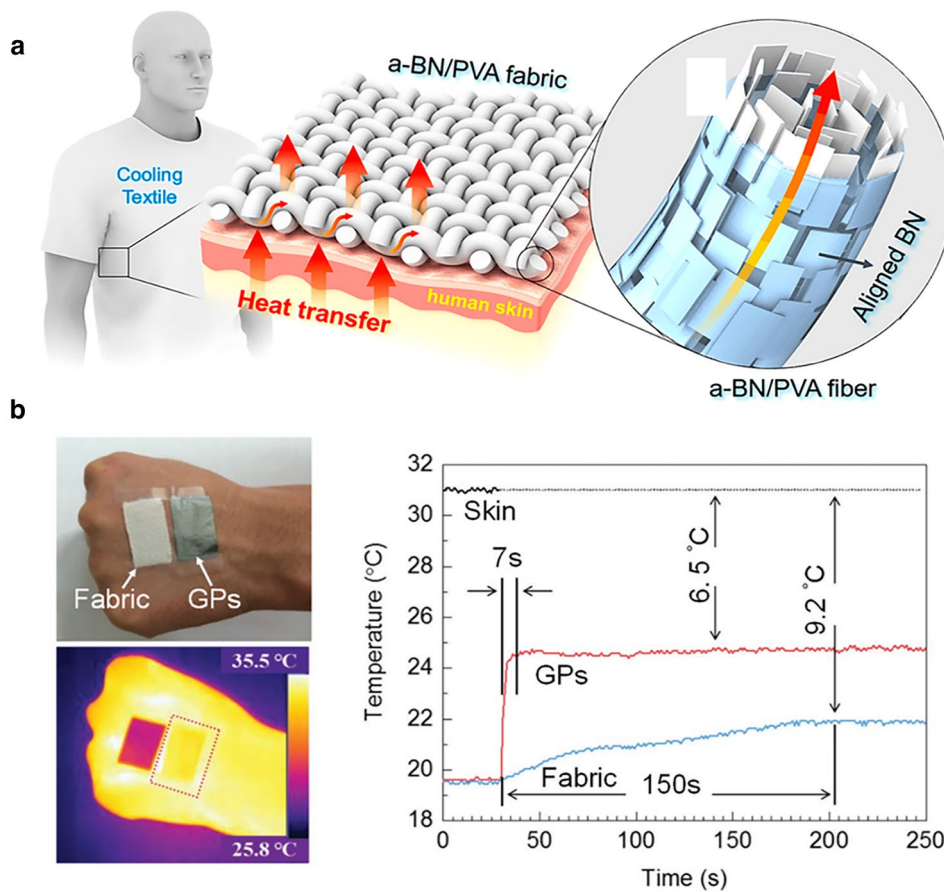 a
a-BN/PVA fabric
Cooling
Textile
Heat transfer
human skin
Aligned BN
a-BN/PVA fiber
b
Fabric
GPs
35.5 °C
25.8 °C
32
30
28
26
24
22
20
18
Temperature (°C)
Skin
7s
6.5 °C
9.2 °C
GPs
Fabric
150s
0
50
100
150
200
250
Time (s)